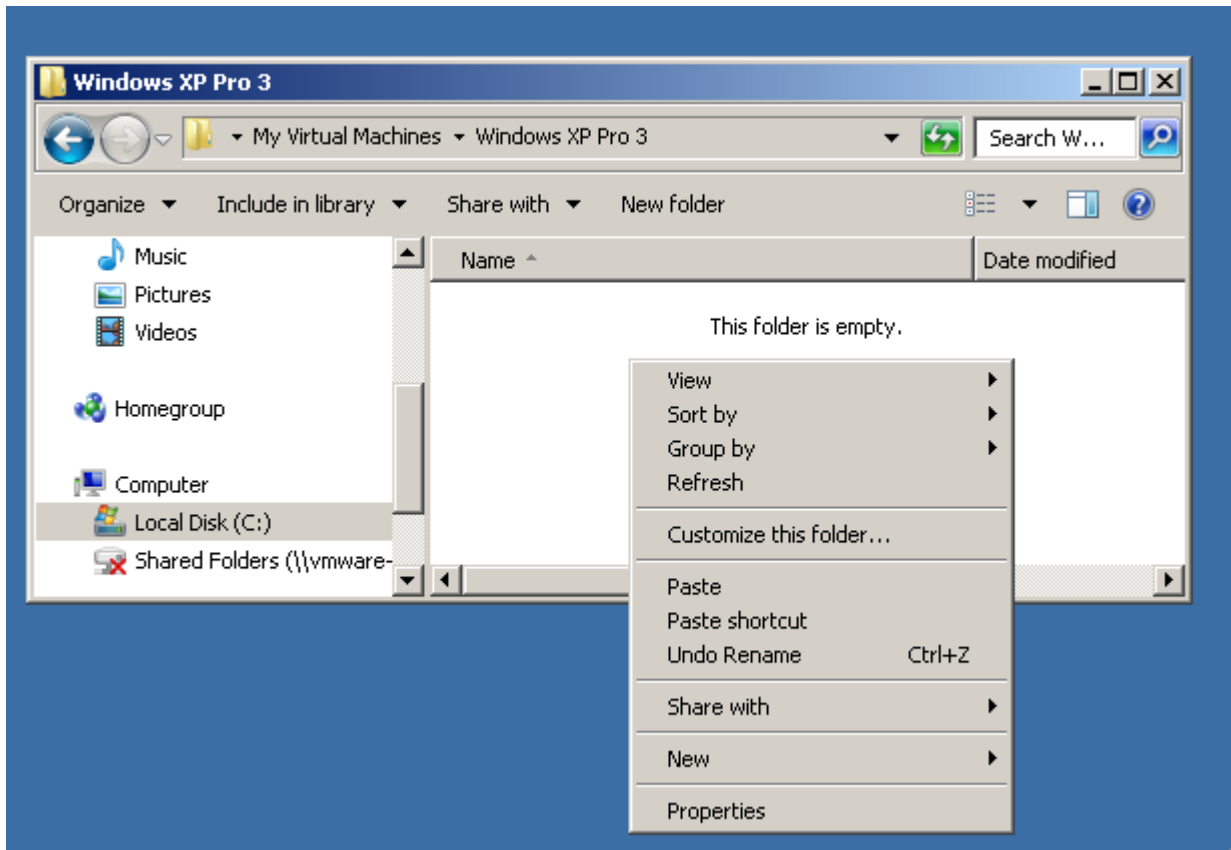 Windows XP Pro 3
My Virtual Machines Windows XP Pro 3 Search W...
Organize Include in library Share with New folder
Music
Pictures
Videos
Homegroup
Computer
Local Disk (C:)
Shared Folders (\\vmware-
Name Date modified
This folder is empty.
View
Sort by
Group by
Refresh
Customize this folder...
Paste
Paste shortcut
Undo Rename Ctrl+Z
Share with
New
Properties